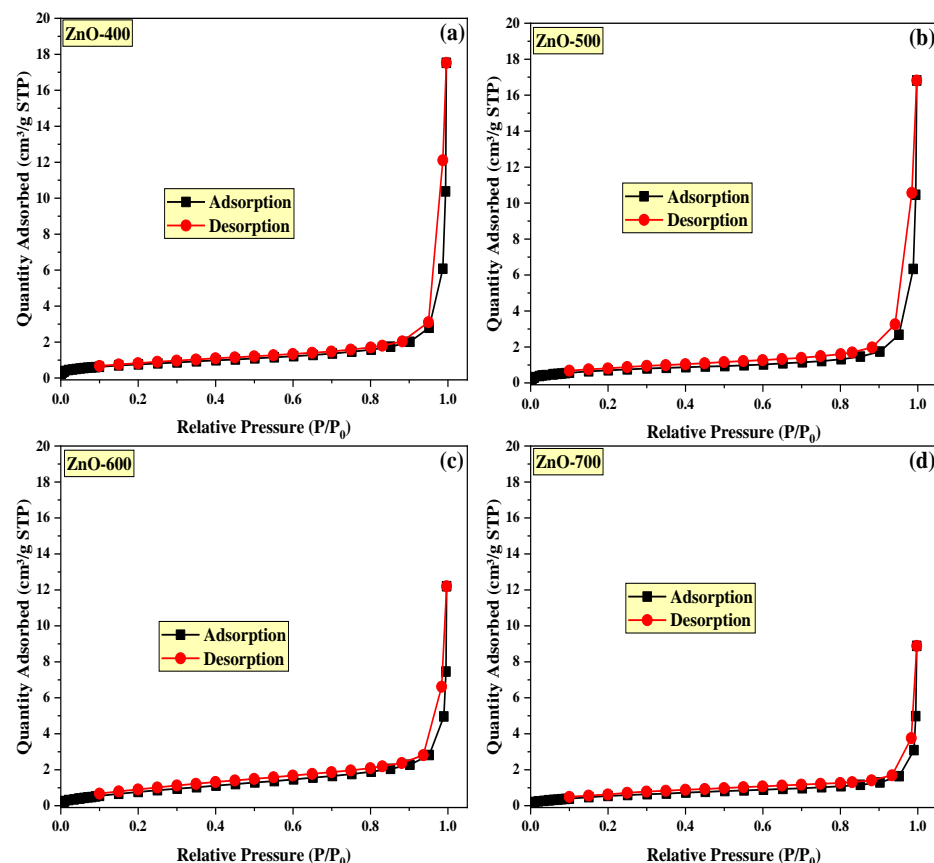 ZnO-400
(a)
Quantity Adsorbed (cm³/g STP)
20
18
16
14
12
10
8
6
4
2
0
Adsorption
Desorption
0.0 0.2 0.4 0.6 0.8 1.0
Relative Pressure (P/P₀)
ZnO-500
(b)
Quantity Adsorbed (cm³/g STP)
20
18
16
14
12
10
8
6
4
2
0
Adsorption
Desorption
0.0 0.2 0.4 0.6 0.8 1.0
Relative Pressure (P/P₀)
ZnO-600
(c)
Quantity Adsorbed (cm³/g STP)
20
18
16
14
12
10
8
6
4
2
0
Adsorption
Desorption
0.0 0.2 0.4 0.6 0.8 1.0
Relative Pressure (P/P₀)
ZnO-700
(d)
Quantity Adsorbed (cm³/g STP)
20
18
16
14
12
10
8
6
4
2
0
Adsorption
Desorption
0.0 0.2 0.4 0.6 0.8 1.0
Relative Pressure (P/P₀)